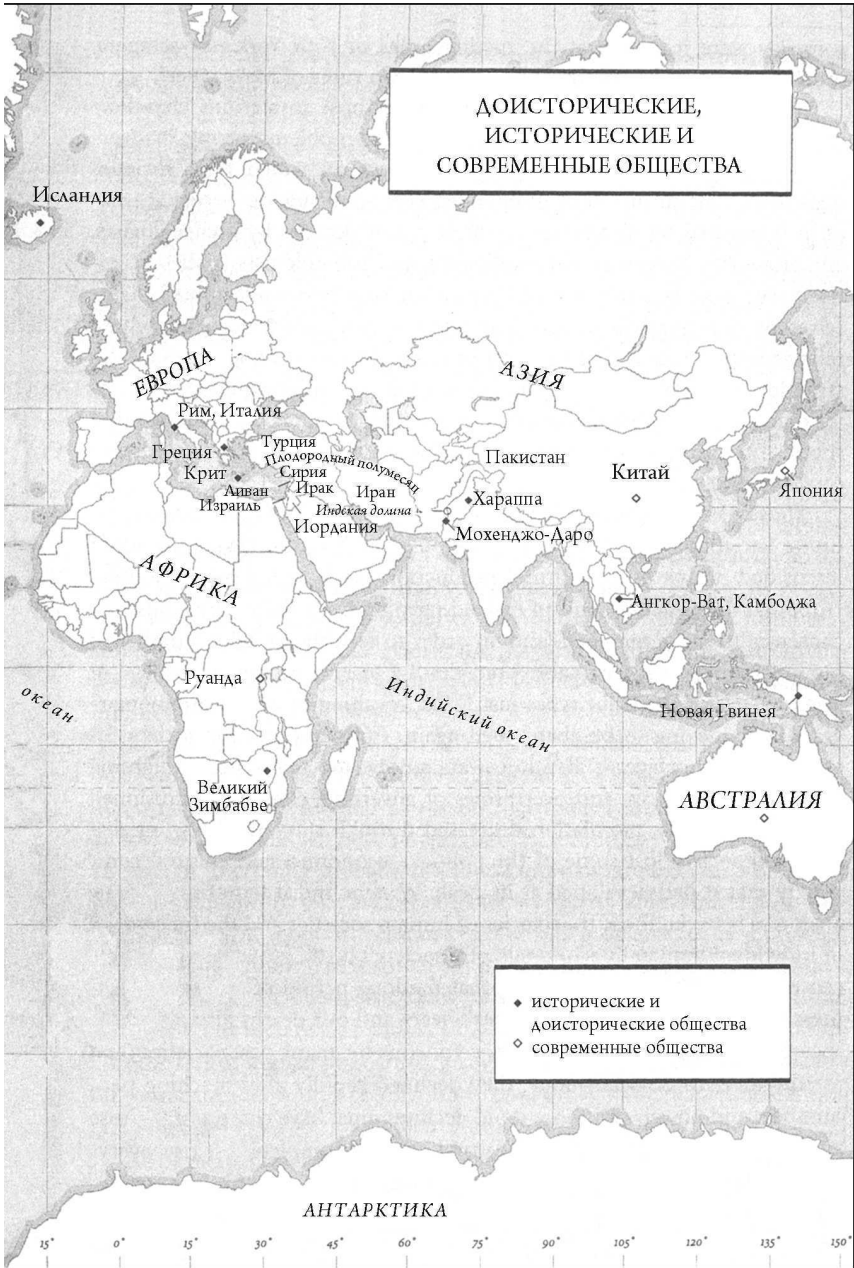 ДОИСТОРИЧЕСКИЕ,
ИСТОРИЧЕСКИЕ И
СОВРЕМЕННЫЕ ОБЩЕСТВА
Исландия
ЕВРОПА
АЗИЯ
Рим, Италия
Греция
Турция
Плодородный полумесяц
Крит
Сирия
Ливан
Ирак
Иран
Израиль
Индская долина
Иордания
Пакистан
Хараппа
Мохенджо-Даро
Китай
Япония
АФРИКА
Ангкор-Ват, Камбоджа
Руанда
океан
Индийский океан
Новая Гвинея
Великий
Зимбабве
АВСТРАЛИЯ
исторические и
доисторические общества
современные общества
АНТАРКТИКА
15° 0° 15° 30° 45° 60° 75° 90° 105° 120° 135° 150°